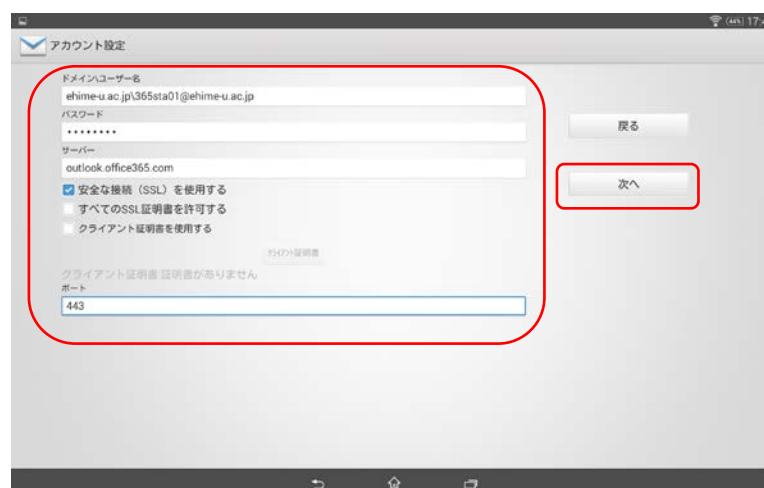 アカウント設定
ドメイン\ユーザー名
ehime-u.ac.jp\365sta01@ehime-u.ac.jp
パスワード
••••••••
サーバー
outlook.office365.com
安全な接続（SSL）を使用する
すべてのSSL証明書を許可する
クライアント証明書を使用する
クライアント証明書
クライアント証明書 証明書がありません
ポート
443
戻る
次へ